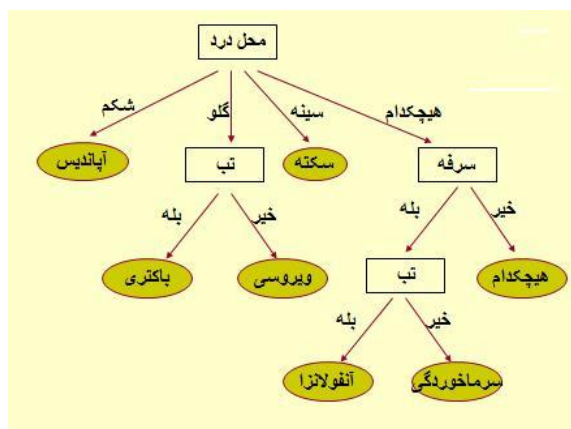 محل درد
هیچکدام
سینه
گلو
شکم
سرفه
سکته
تب
آپاندیس
خیر
بله
خیر
بله
هیچکدام
تب
ویروسی
باکتری
خیر
بله
سرماخوردگی
آنفولانزا